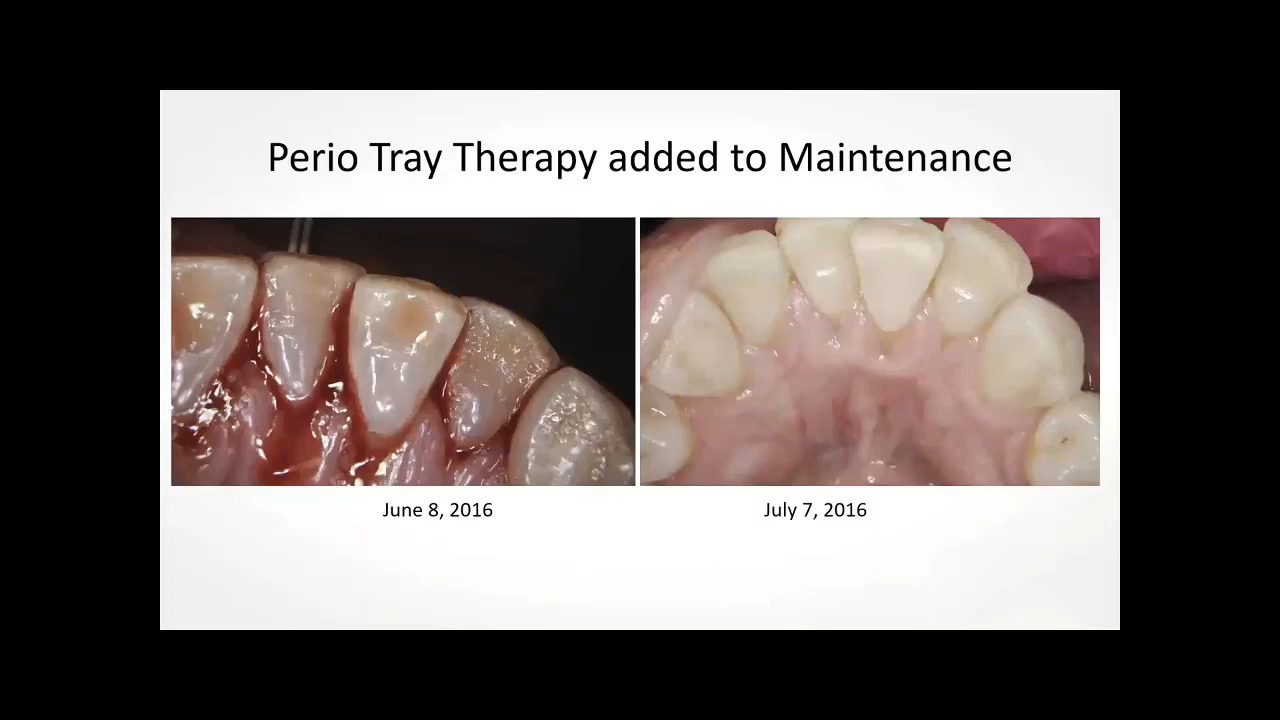 Perio Tray Therapy added to Maintenance
June 8, 2016
July 7, 2016